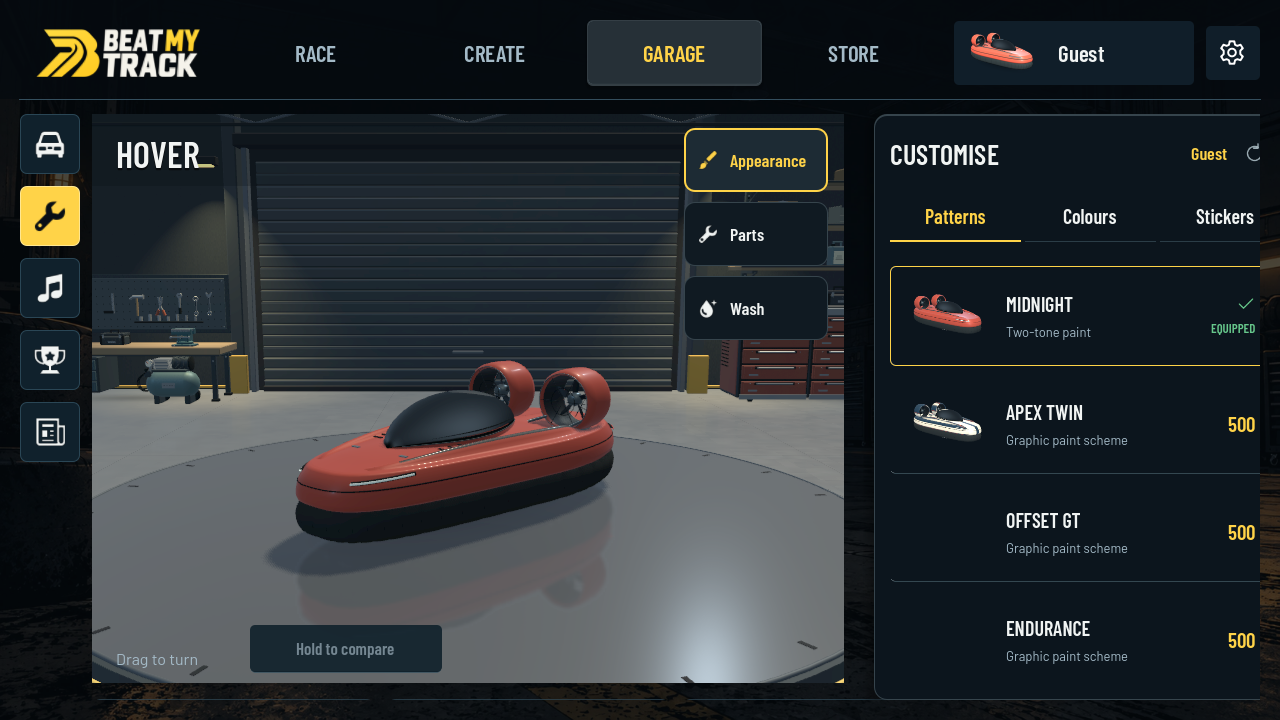 BEATMY
TRACK
RACE
CREATE
GARAGE
STORE
Guest
HOVER
Appearance
Parts
Wash
Hold to compare
Drag to turn
CUSTOMISE
Guest
Patterns
Colours
Stickers
MIDNIGHT
Two-tone paint
EQUIPPED
APEX TWIN
Graphic paint scheme
500
OFFSET GT
Graphic paint scheme
500
ENDURANCE
Graphic paint scheme
500